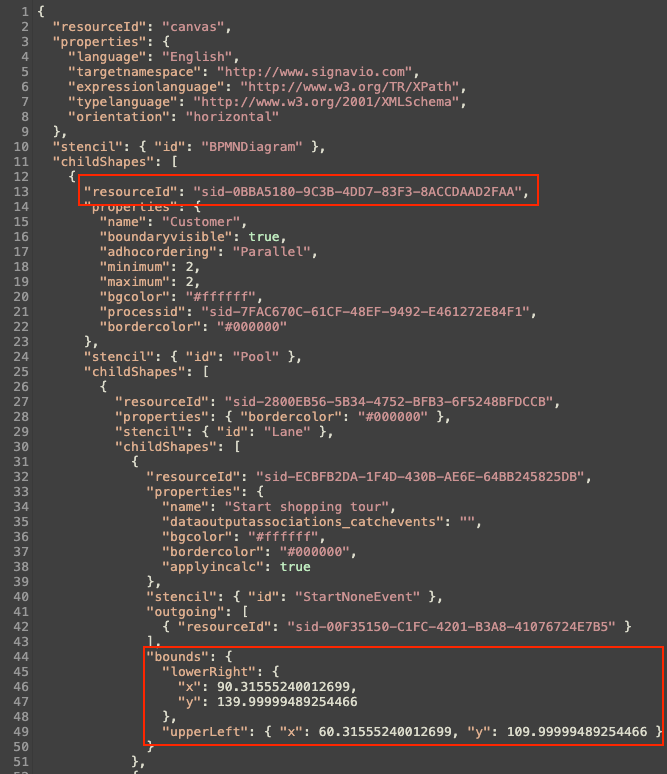 1 {
2 "resourceId": "canvas",
3 "properties": {
4 "language": "English",
5 "targetnamespace": "http://www.signavio.com",
6 "expressionlanguage": "http://www.w3.org/TR/XPath",
7 "typelanguage": "http://www.w3.org/2001/XMLSchema",
8 "orientation": "horizontal"
9 },
10 "stencil": { "id": "BPMNDiagram" },
11 "childShapes": [
12 {
13 "resourceId": "sid-0BBA5180-9C3B-4DD7-83F3-8ACCDAAD2FAA",
14 "properties": {
15 "name": "Customer",
16 "boundaryvisible": true,
17 "adhocordering": "Parallel",
18 "minimum": 2,
19 "maximum": 2,
20 "bgcolor": "#ffffff",
21 "processid": "sid-7FAC670C-61CF-48EF-9492-E461272E84F1",
22 "bordercolor": "#000000"
23 },
24 "stencil": { "id": "Pool" },
25 "childShapes": [
26 {
27 "resourceId": "sid-2800EB56-5B34-4752-BFB3-6F5248BFDCCB",
28 "properties": { "bordercolor": "#000000" },
29 "stencil": { "id": "Lane" },
30 "childShapes": [
31 {
32 "resourceId": "sid-ECBFB2DA-1F4D-430B-AE6E-64BB245825DB",
33 "properties": {
34 "name": "Start shopping tour",
35 "dataoutputassociations_catchevents": "",
36 "bgcolor": "#ffffff",
37 "bordercolor": "#000000",
38 "applyincalc": true
39 },
40 "stencil": { "id": "StartNoneEvent" },
41 "outgoing": [
42 { "resourceId": "sid-00F35150-C1FC-4201-B3A8-41076724E7B5" }
43 ],
44 "bounds": {
45 "lowerRight": {
46 "x": 90.31555240012699,
47 "y": 139.99999489254466
48 },
49 "upperLeft": { "x": 60.31555240012699, "y": 109.99999489254466 }
50 }
51 },